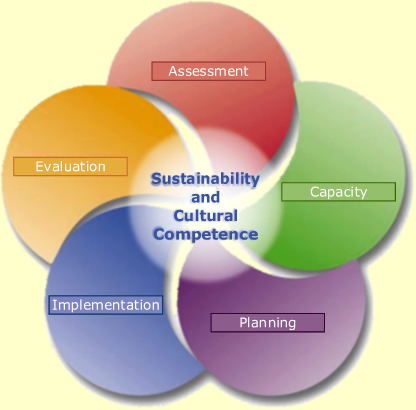 Assessment
Evaluation
Capacity
Sustainability
and
Cultural
Competence
Implementation
Planning